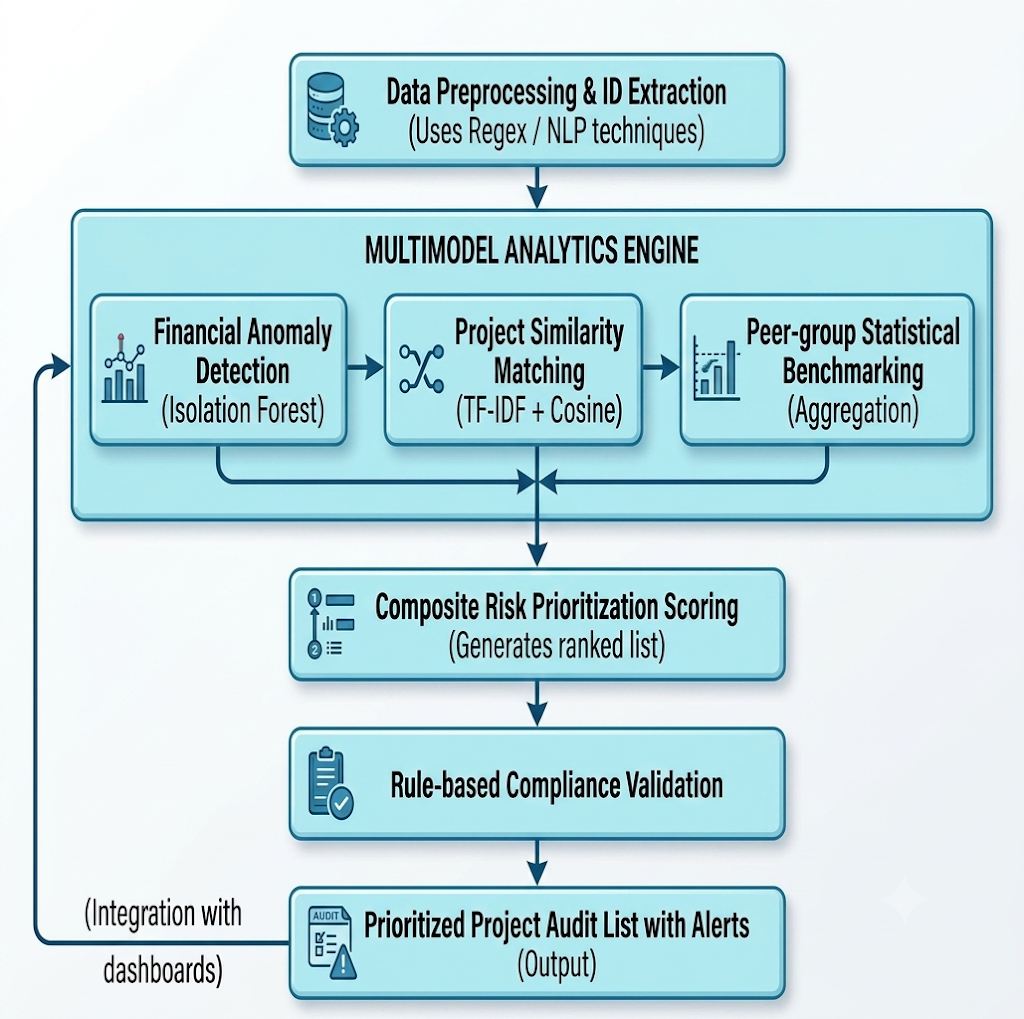 Data Preprocessing & ID Extraction
(Uses Regex / NLP techniques)
MULTIMODEL ANALYTICS ENGINE
Financial Anomaly
Detection
(Isolation Forest)
Project Similarity
Matching
(TF-IDF + Cosine)
Peer-group Statistical
Benchmarking
(Aggregation)
1
2
Composite Risk Prioritization Scoring
(Generates ranked list)
Rule-based Compliance Validation
AUDIT
Prioritized Project Audit List with Alerts
(Output)
(Integration with
dashboards)